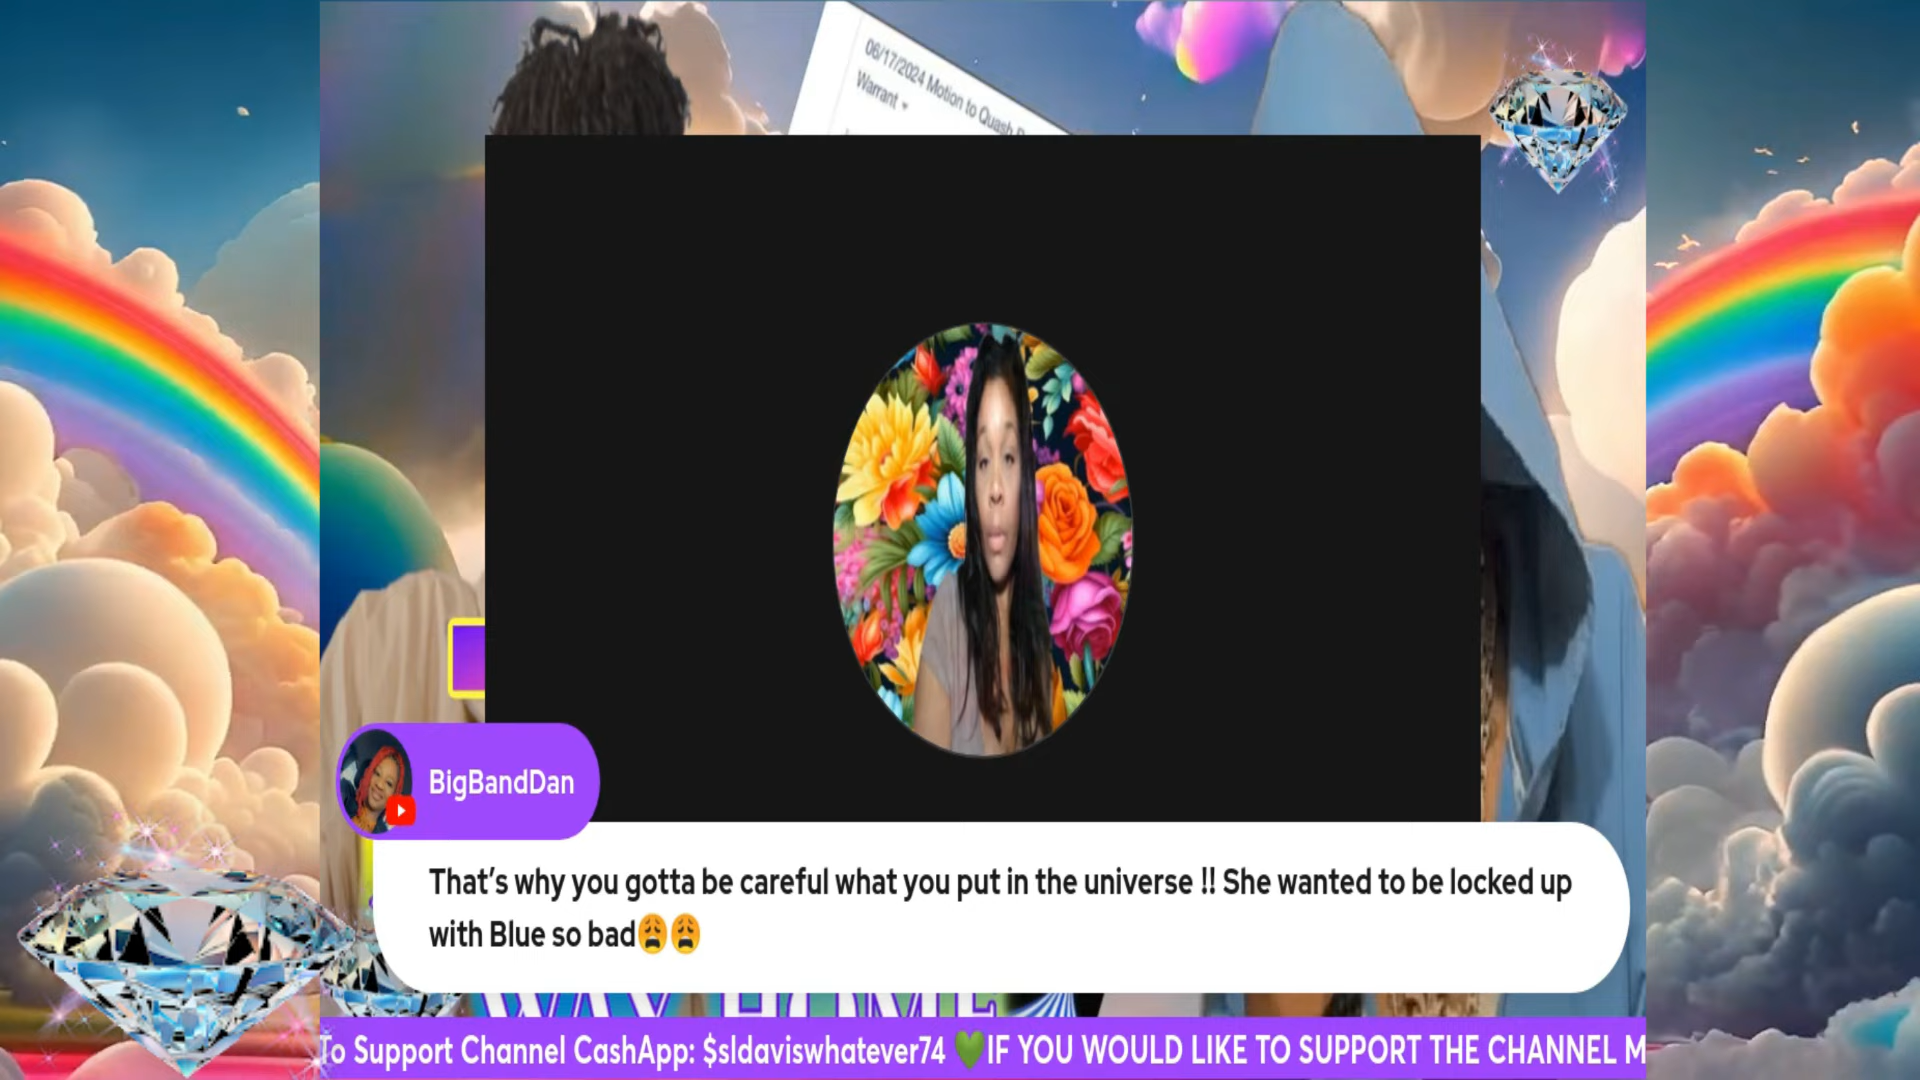 06/17/2024 Motion to Quash
Warrant
BigBandDan
That's why you gotta be careful what you put in the universe !! She wanted to be locked up
with Blue so bad😩😩
WAY HOME
To Support Channel CashApp: $sldaviswhatever74 💚IF YOU WOULD LIKE TO SUPPORT THE CHANNEL M